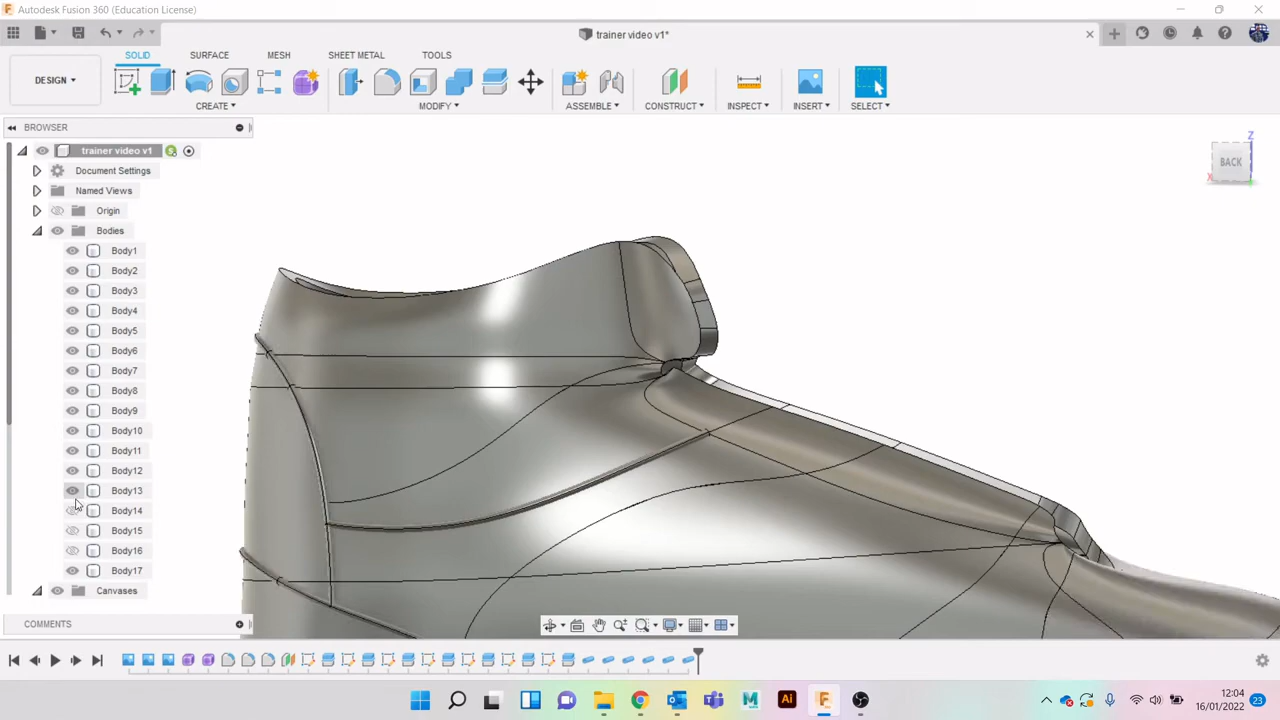 Autodesk Fusion 360 (Education License)
trainer video v1*
SOLID SURFACE MESH SHEET METAL TOOLS
DESIGN
CREATE MODIFY ASSEMBLE CONSTRUCT INSPECT INSERT SELECT
BROWSER
trainer video v1
Document Settings
Named Views
Origin
Bodies
Body1
Body2
Body3
Body4
Body5
Body6
Body7
Body8
Body9
Body10
Body11
Body12
Body13
Body14
Body15
Body16
Body17
Canvases
COMMENTS
Z
BACK
X
12:04
16/01/2022
23